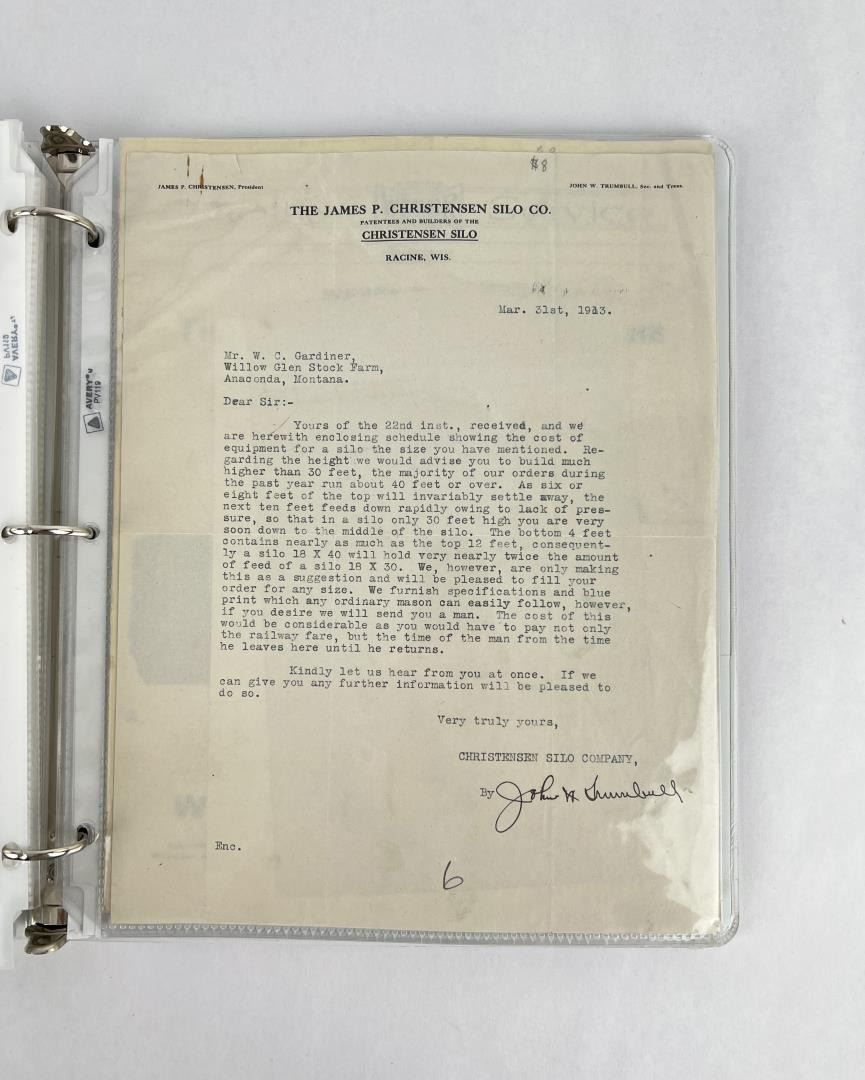 $8
JAMES P. CHRISTENSEN, President
JOHN W. TRUMBULL, Sec. and Treas.
THE JAMES P. CHRISTENSEN SILO CO.
PATENTEES AND BUILDERS OF THE
CHRISTENSEN SILO
RACINE, WIS.
Mar. 31st, 1913.
Mr. W. C. Gardiner,
Willow Glen Stock Farm,
Anaconda, Montana.
Dear Sir:-
Yours of the 22nd inst., received, and we
are herewith enclosing schedule showing the cost of
equipment for a silo the size you have mentioned. Re-
garding the height we would advise you to build much
higher than 30 feet, the majority of our orders during
the past year run about 40 feet or over. As six or
eight feet of the top will invariably settle away, the
next ten feet feeds down rapidly owing to lack of pres-
sure, so that in a silo only 30 feet high you are very
soon down to the middle of the silo. The bottom 4 feet
contains nearly as much as the top 12 feet, consequent-
ly a silo 18 X 40 will hold very nearly twice the amount
of feed of a silo 18 X 30. We, however, are only making
this as a suggestion and will be pleased to fill your
order for any size. We furnish specifications and blue
print which any ordinary mason can easily follow, however,
if you desire we will send you a man. The cost of this
would be considerable as you would have to pay not only
the railway fare, but the time of the man from the time
he leaves here until he returns.
Kindly let us hear from you at once. If we
can give you any further information will be pleased to
do so.
Very truly yours,
CHRISTENSEN SILO COMPANY,
By John W Trumbull
Enc.
6
AVERY
PV119
AVERY
PV119